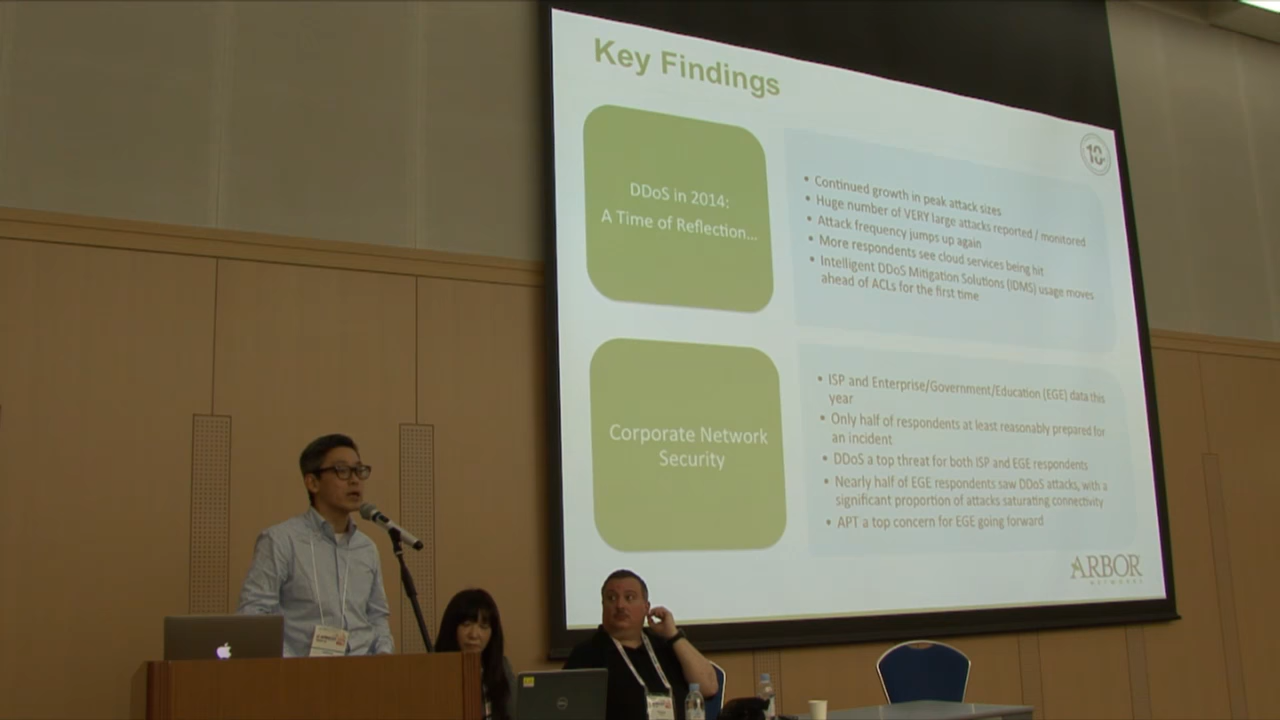 Key Findings
10
DDoS in 2014:
A Time of Reflection...
• Continued growth in peak attack sizes
• Huge number of VERY large attacks reported / monitored
• Attack frequency jumps up again
• More respondents see cloud services being hit
• Intelligent DDoS Mitigation Solutions (IDMS) usage moves
ahead of ACLs for the first time
Corporate Network
Security
• ISP and Enterprise/Government/Education (EGE) data this
year
• Only half of respondents at least reasonably prepared for
an incident
• DDoS a top threat for both ISP and EGE respondents
• Nearly half of EGE respondents saw DDoS attacks, with a
significant proportion of attacks saturating connectivity
• APT a top concern for EGE going forward
ARBOR
NETWORKS